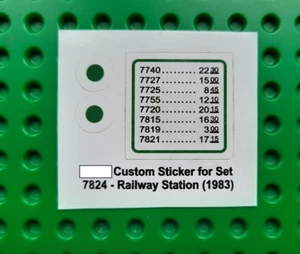 7740......... 22 30
7727......... 15 00
7725......... 8 45
7755......... 12 10
7720......... 20 15
7815......... 16 30
7819......... 3 00
7821......... 17 15
Custom Sticker for Set
7824 - Railway Station (1983)